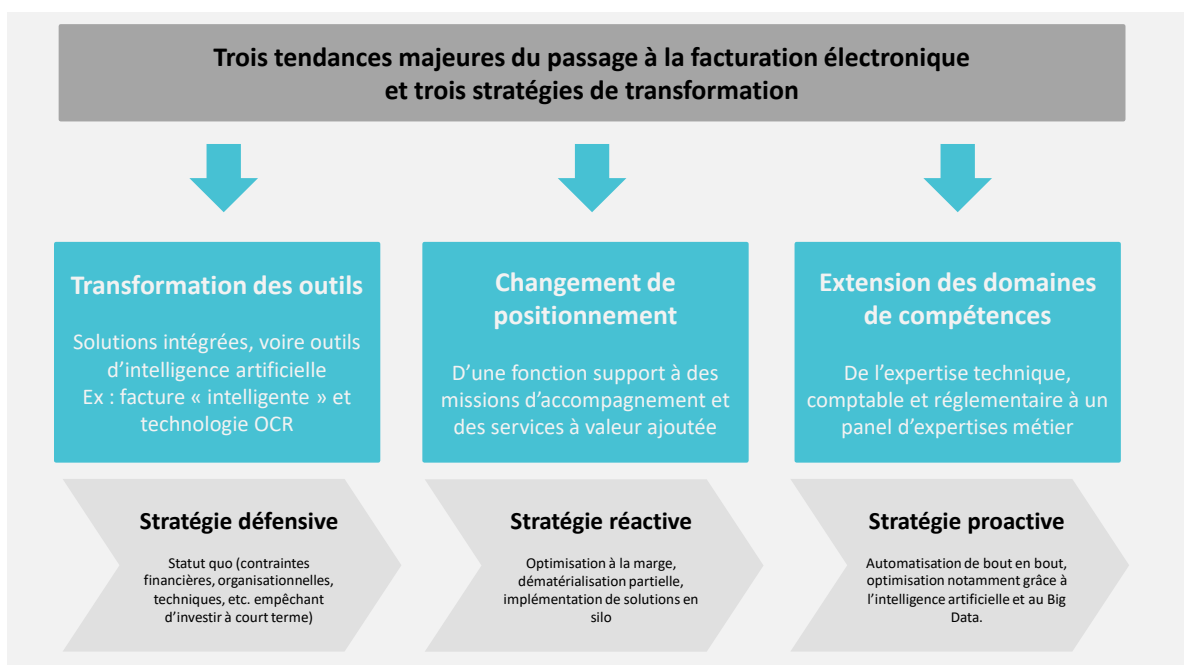 Trois tendances majeures du passage à la facturation électronique
et trois stratégies de transformation
Transformation des outils
Solutions intégrées, voire outils
d’intelligence artificielle
Ex : facture « intelligente » et
technologie OCR
Changement de
positionnement
D’une fonction support à des
missions d’accompagnement et
des services à valeur ajoutée
Extension des domaines
de compétences
De l’expertise technique,
comptable et réglementaire à un
panel d’expertises métier
Stratégie défensive
Statut quo (contraintes
financières, organisationnelles,
techniques, etc. empêchant
d’investir à court terme)
Stratégie réactive
Optimisation à la marge,
dématérialisation partielle,
implémentation de solutions en
silo
Stratégie proactive
Automatisation de bout en bout,
optimisation notamment grâce à
l’intelligence artificielle et au Big
Data.